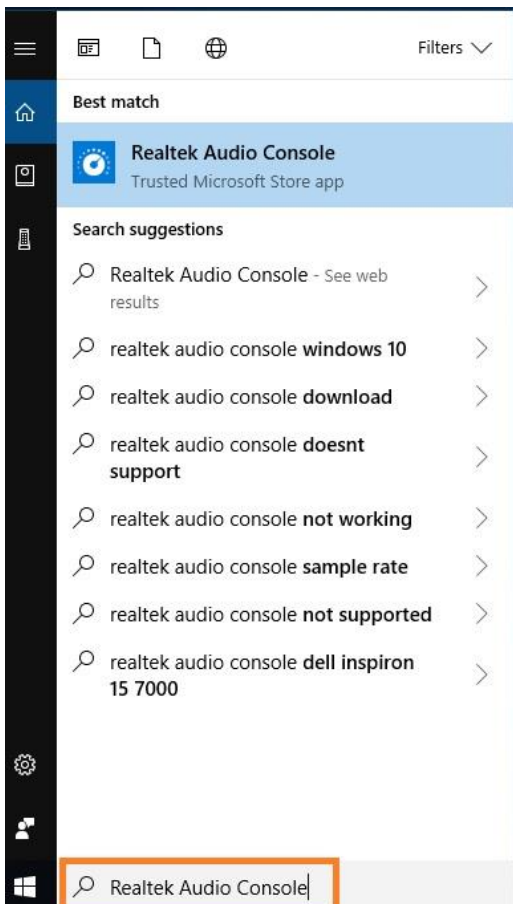 Filters
Best match
Realtek Audio Console
Trusted Microsoft Store app
Search suggestions
Realtek Audio Console - See web
results
realtek audio console windows 10
realtek audio console download
realtek audio console doesnt
support
realtek audio console not working
realtek audio console sample rate
realtek audio console not supported
realtek audio console dell inspiron
15 7000
Realtek Audio Console